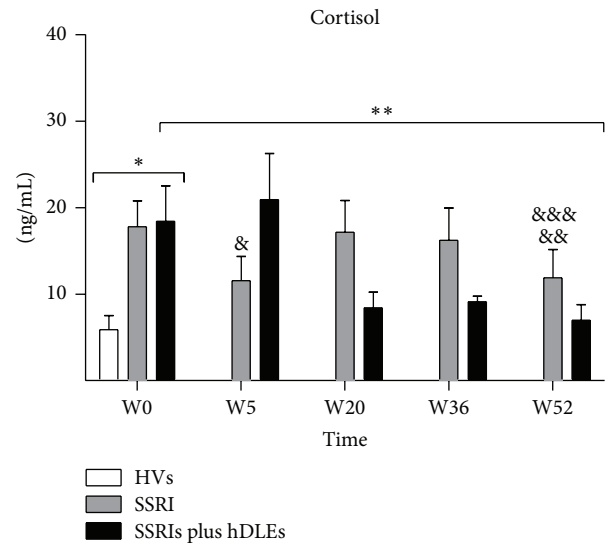 Cortisol
(ng/mL)
40
30
20
10
*
**
&
&&&
&&
W0 W5 W20 W36 W52
Time
HVs
SSRI
SSRIs plus hDLEs